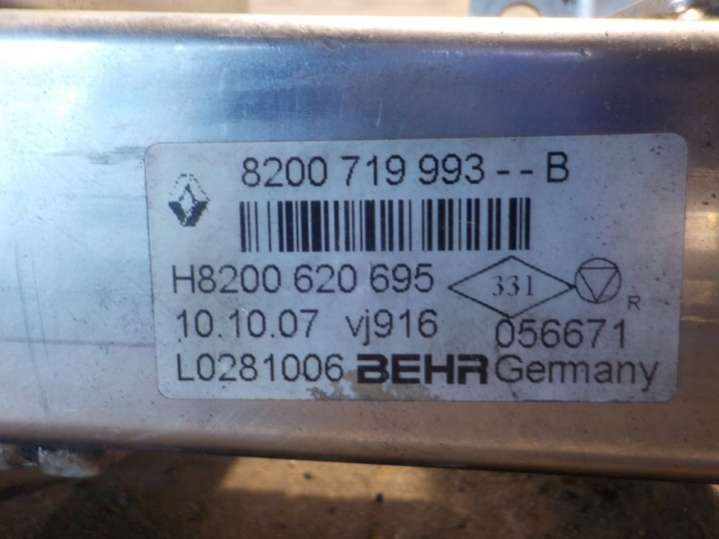 8200 719 993 - - B
H8200 620 695 331
R
10.10.07 vj916 056671
L0281006 BEHR Germany